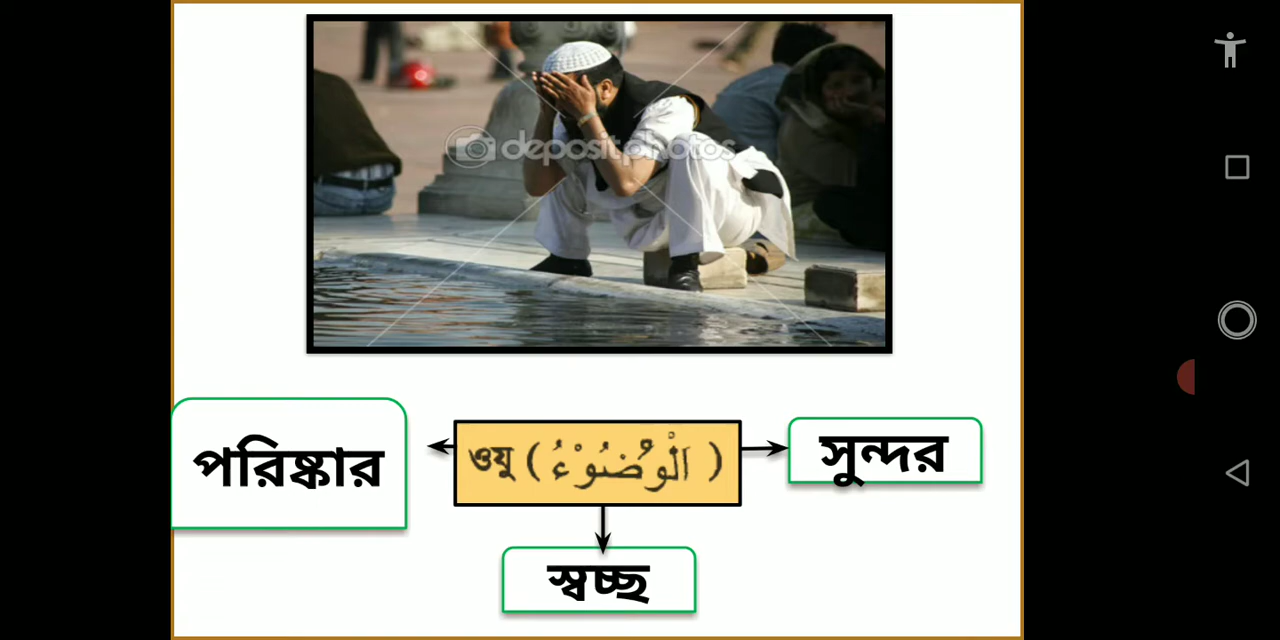 depositphotos
পরিষ্কার
ওযু ( اَلْوُضُوْءُ )
সুন্দর
স্বচ্ছ